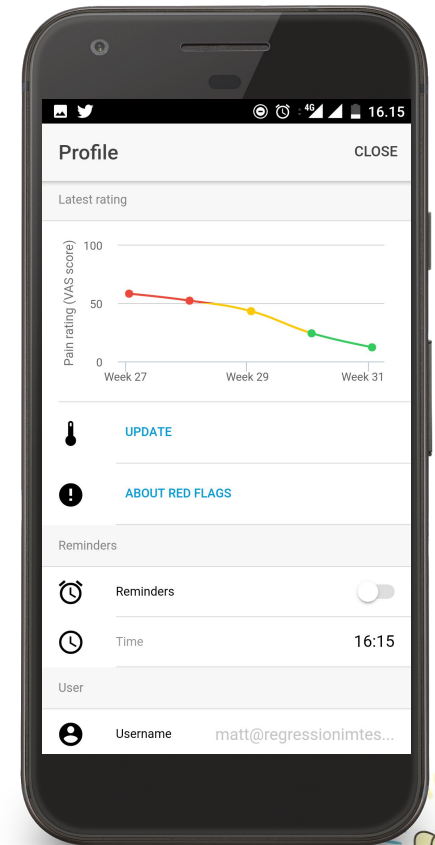 4G 16.15
Profile CLOSE
Latest rating
Pain rating (VAS score)
100
50
0
Week 27 Week 29 Week 31
UPDATE
ABOUT RED FLAGS
Reminders
Reminders
Time 16:15
User
Username matt@regressionimtes...